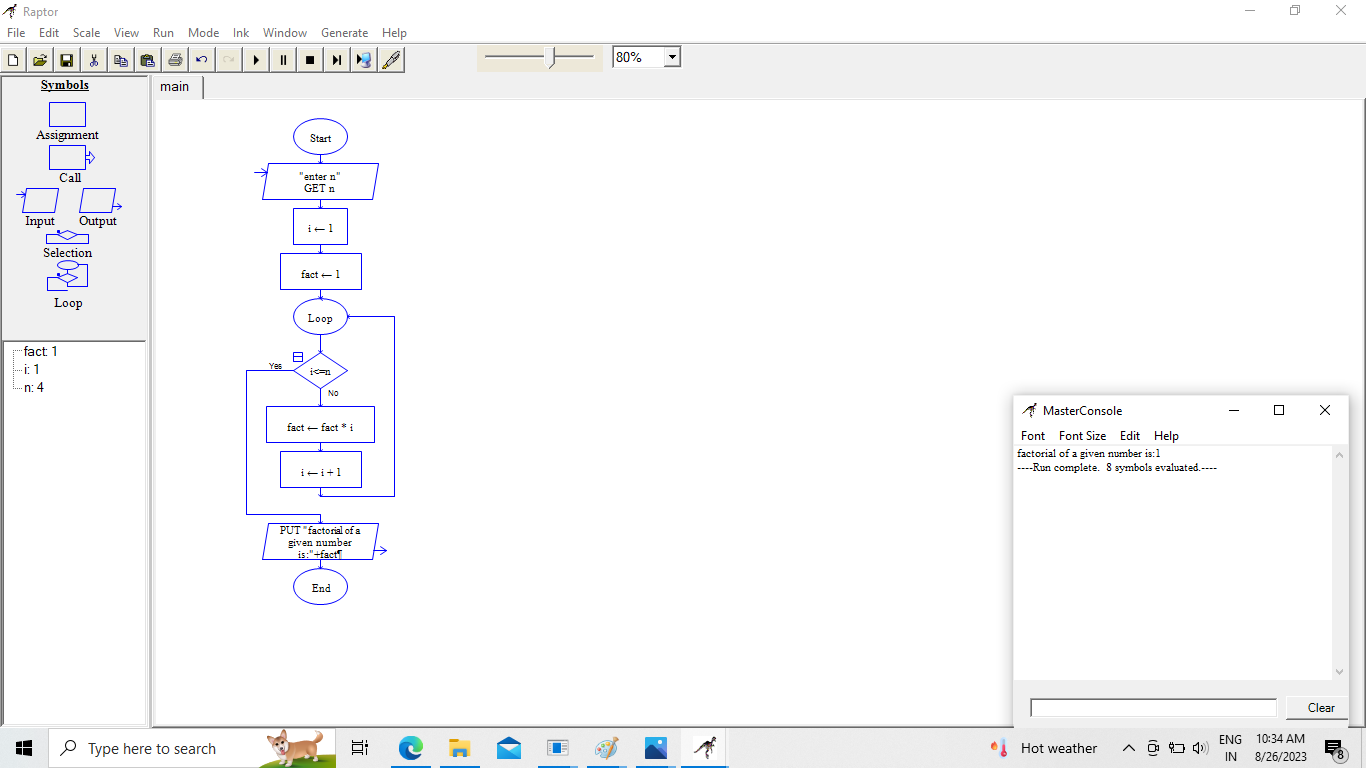 Raptor
File Edit Scale View Run Mode Ink Window Generate Help
80%
Symbols
Assignment
Call
Input Output
Selection
Loop
fact: 1
i: 1
n: 4
main
Start
"enter n"
GET n
i ← 1
fact ← 1
Loop
Yes
i<=n
No
fact ← fact * i
i ← i + 1
PUT "factorial of a
given number
is:"+fact¶
End
MasterConsole
Font Font Size Edit Help
factorial of a given number is:1
----Run complete. 8 symbols evaluated.----
Clear
Type here to search
Hot weather
ENG
IN
10:34 AM
8/26/2023
8